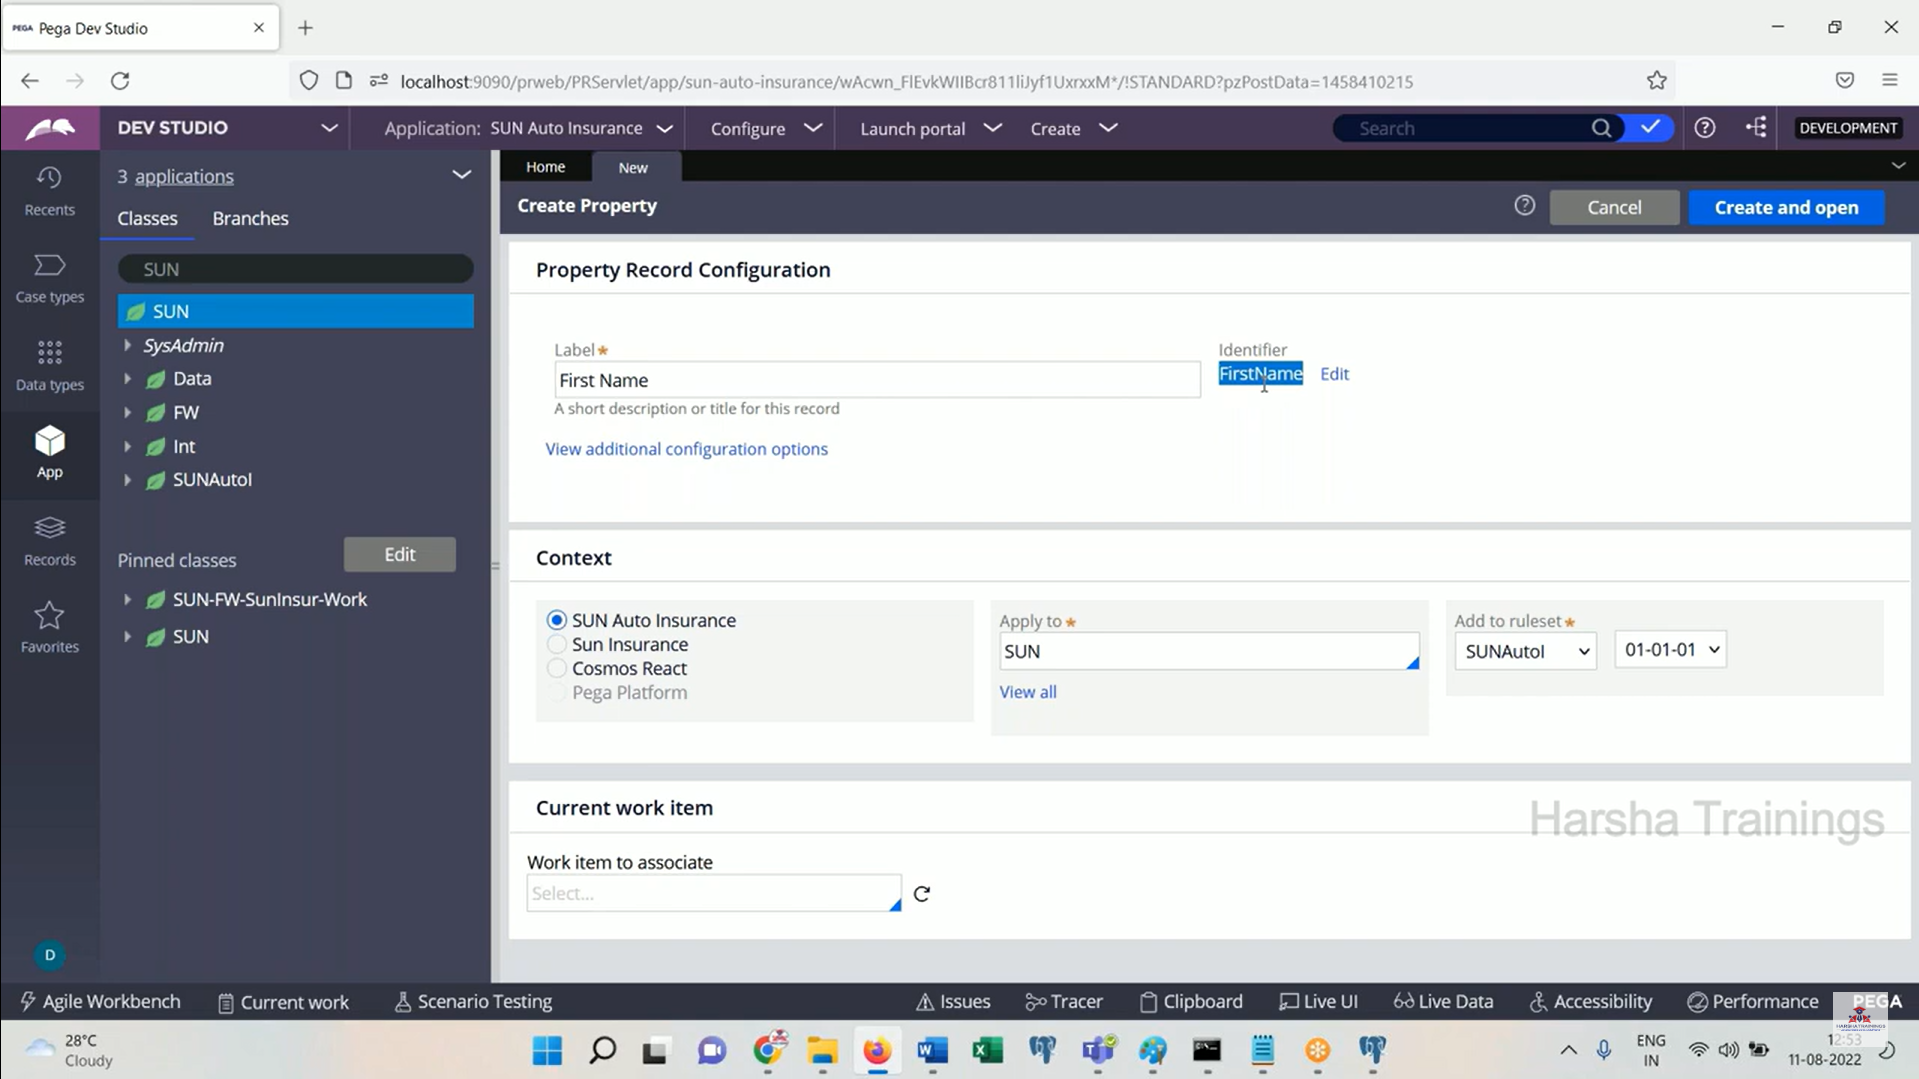 PEGA Pega Dev Studio
localhost:9090/prweb/PRServlet/app/sun-auto-insurance/wAcwn_FlEvkWIIBcr811liJyf1UxrxxM*/!STANDARD?pzPostData=1458410215
DEV STUDIO
Application: SUN Auto Insurance
Configure
Launch portal
Create
Search
DEVELOPMENT
Recents
Case types
Data types
App
Records
Favorites
D
3 applications
Classes
Branches
SUN
SUN
SysAdmin
Data
FW
Int
SUNAutoI
Pinned classes
Edit
SUN-FW-SunInsur-Work
SUN
Home
New
Create Property
Cancel
Create and open
Property Record Configuration
Label*
Identifier
First Name
FirstName Edit
A short description or title for this record
View additional configuration options
Context
SUN Auto Insurance
Sun Insurance
Cosmos React
Pega Platform
Apply to *
SUN
View all
Add to ruleset*
SUNAutoI
01-01-01
Current work item
Harsha Trainings
Work item to associate
Select...
Agile Workbench
Current work
Scenario Testing
Issues
Tracer
Clipboard
Live UI
Live Data
Accessibility
Performance
PEGA
HARSHA TRAININGS
28°C
Cloudy
ENG
IN
12:53
11-08-2022